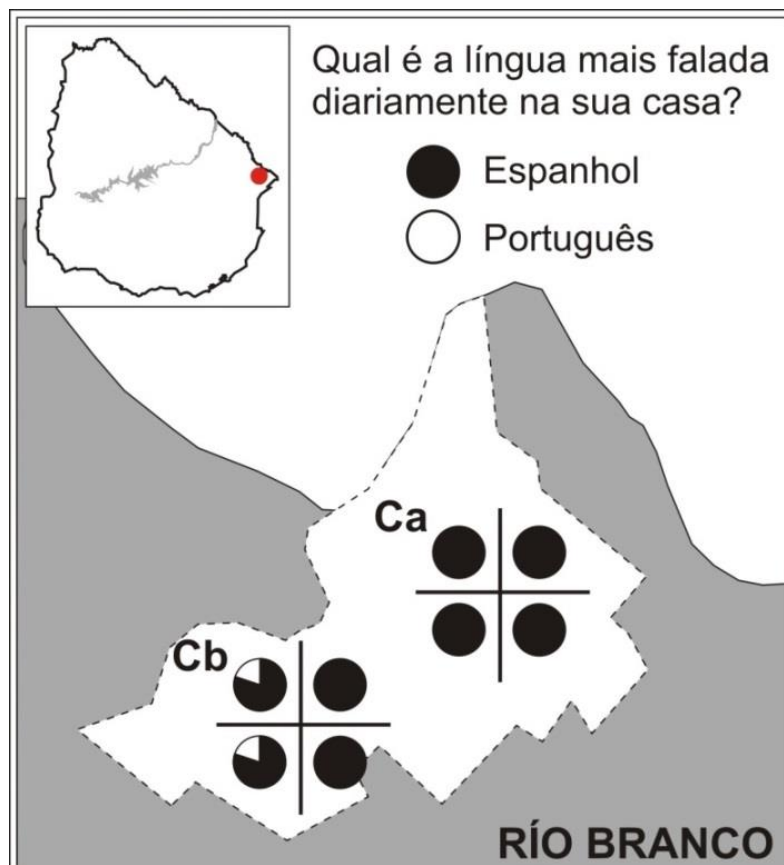 Qual é a língua mais falada
diariamente na sua casa?
Espanhol
Português
Ca
Cb
RÍO BRANCO